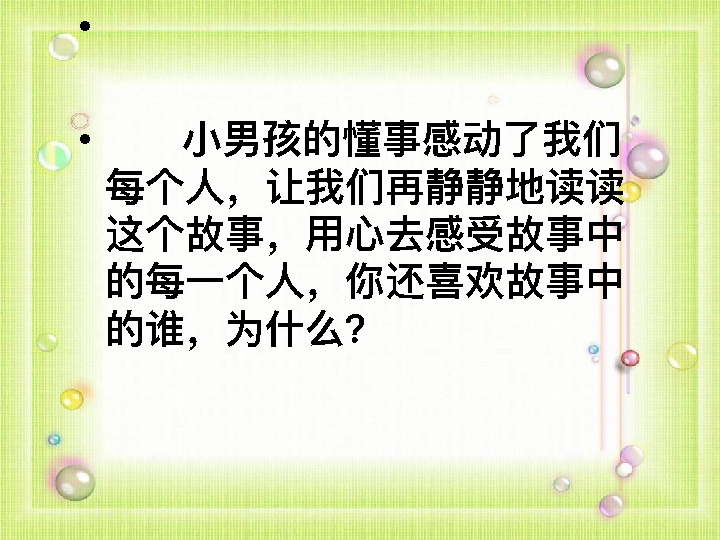 小男孩的懂事感动了我们
每个人，让我们再静静地读读
这个故事，用心去感受故事中
的每一个人，你还喜欢故事中
的谁，为什么？